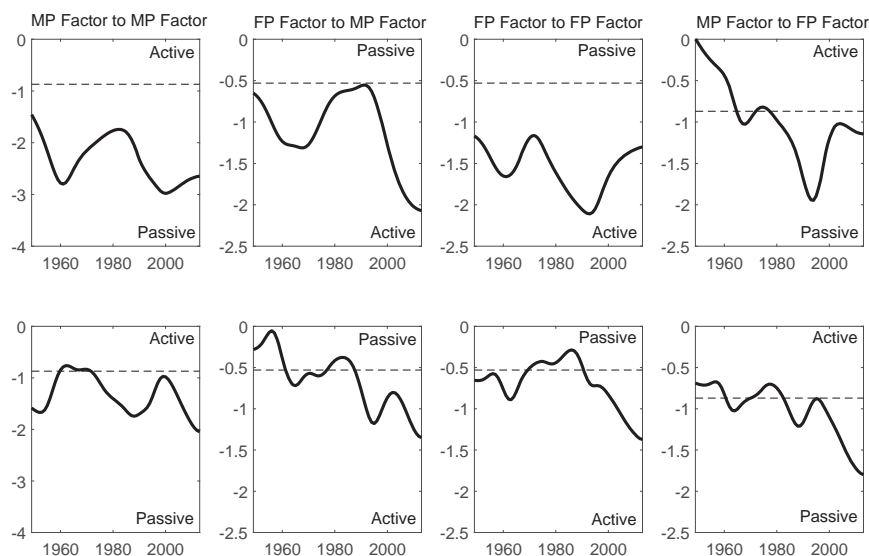 MP Factor to MP Factor
FP Factor to MP Factor
FP Factor to FP Factor
MP Factor to FP Factor
0
-1
-2
-3
-4
Active
Passive
1960 1980 2000
0
-0.5
-1
-1.5
-2
-2.5
Passive
Active
1960 1980 2000
0
-0.5
-1
-1.5
-2
-2.5
Passive
Active
1960 1980 2000
0
-0.5
-1
-1.5
-2
-2.5
Active
Passive
1960 1980 2000
0
-1
-2
-3
-4
Active
Passive
1960 1980 2000
0
-0.5
-1
-1.5
-2
-2.5
Passive
Active
1960 1980 2000
0
-0.5
-1
-1.5
-2
-2.5
Passive
Active
1960 1980 2000
0
-0.5
-1
-1.5
-2
-2.5
Active
Passive
1960 1980 2000